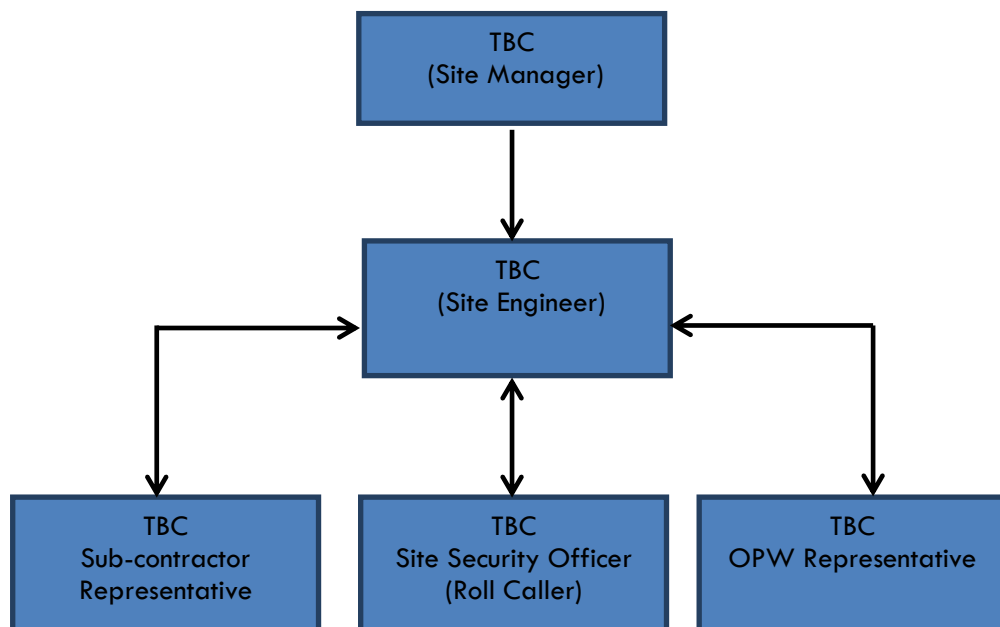 TBC
(Site Manager)
TBC
(Site Engineer)
TBC
Sub-contractor
Representative
TBC
Site Security Officer
(Roll Caller)
TBC
OPW Representative